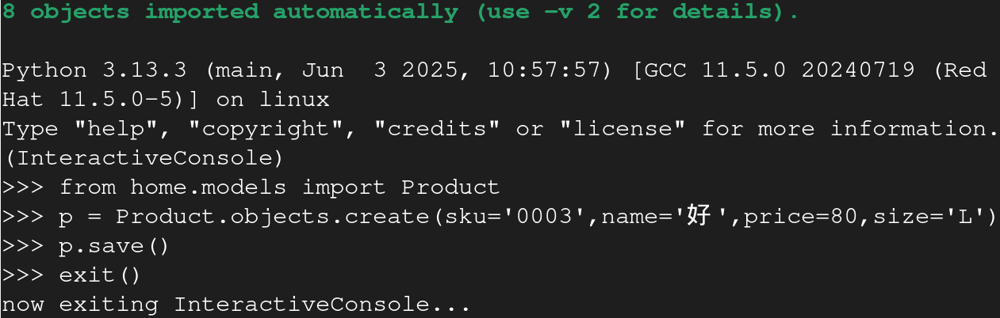 8 objects imported automatically (use -v 2 for details).
Python 3.13.3 (main, Jun  3 2025, 10:57:57) [GCC 11.5.0 20240719 (Red
Hat 11.5.0-5)] on linux
Type "help", "copyright", "credits" or "license" for more information.
(InteractiveConsole)
>>> from home.models import Product
>>> p = Product.objects.create(sku='0003',name='好',price=80,size='L')
>>> p.save()
>>> exit()
now exiting InteractiveConsole...